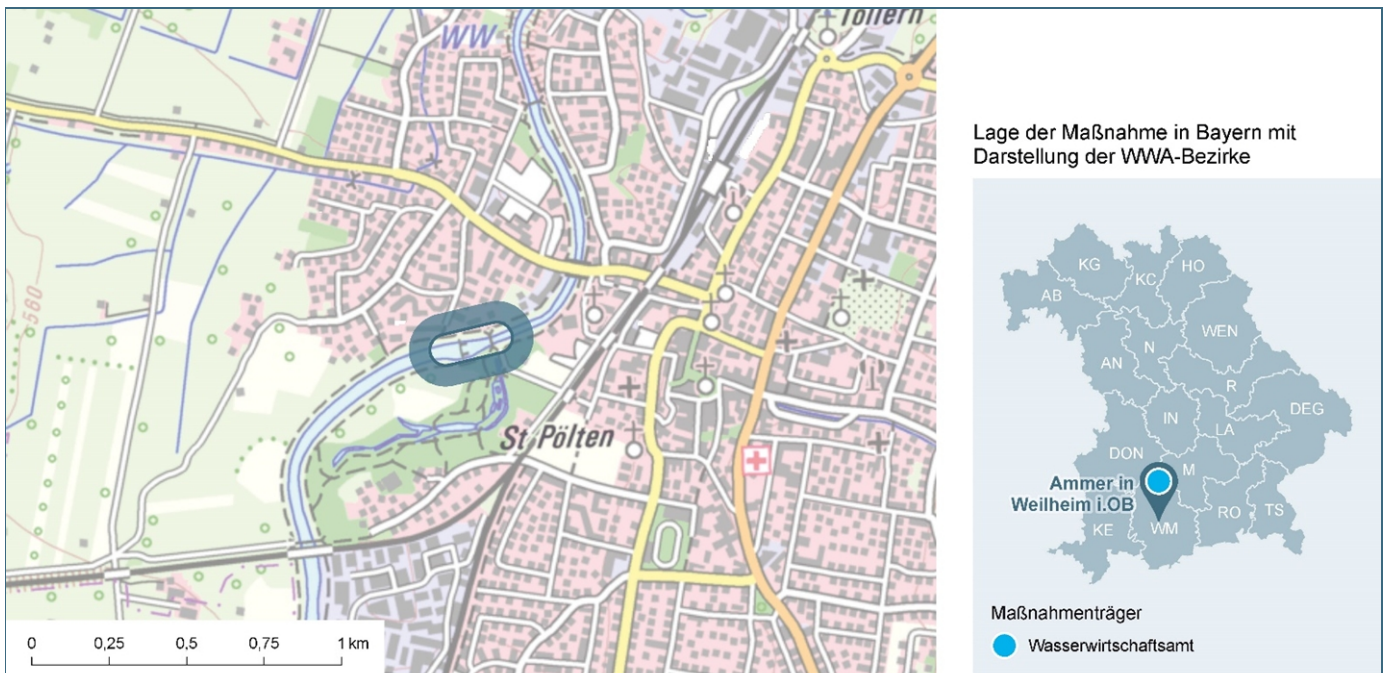 Töllern
WW
560
St Pölten
0 0,25 0,5 0,75 1 km
Lage der Maßnahme in Bayern mit
Darstellung der WWA-Bezirke
KG
KC
HO
AB
WEN
N
AN
R
DEG
IN
LA
DON
M
Ammer in
Weilheim i.OB
KE
WM
RO
TS
Maßnahmenträger
Wasserwirtschaftsamt